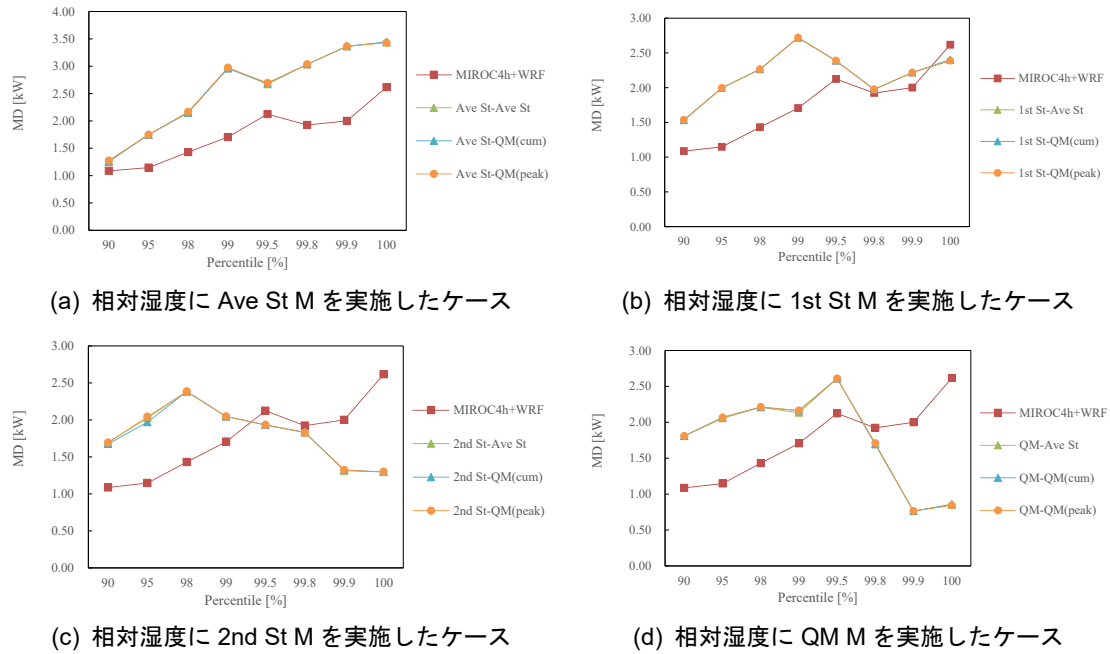 4.00
3.50
3.00
2.50
2.00
1.50
1.00
0.50
0.00
MD [kW]
90 95 98 99 99.5 99.8 99.9 100
Percentile [%]
MIROC4h+WRF
Ave St-Ave St
Ave St-QM(cum)
Ave St-QM(peak)
(a) 相対湿度に Ave St M を実施したケース
3.00
2.50
2.00
1.50
1.00
0.50
0.00
MD [kW]
90 95 98 99 99.5 99.8 99.9 100
Percentile [%]
MIROC4h+WRF
1st St-Ave St
1st St-QM(cum)
1st St-QM(peak)
(b) 相対湿度に 1st St M を実施したケース
3.00
2.50
2.00
1.50
1.00
0.50
0.00
MD [kW]
90 95 98 99 99.5 99.8 99.9 100
Percentile [%]
MIROC4h+WRF
2nd St-Ave St
2nd St-QM(cum)
2nd St-QM(peak)
(c) 相対湿度に 2nd St M を実施したケース
3.00
2.50
2.00
1.50
1.00
0.50
0.00
MD [kW]
90 95 98 99 99.5 99.8 99.9 100
Percentile [%]
MIROC4h+WRF
QM-Ave St
QM-QM(cum)
QM-QM(peak)
(d) 相対湿度に QM M を実施したケース